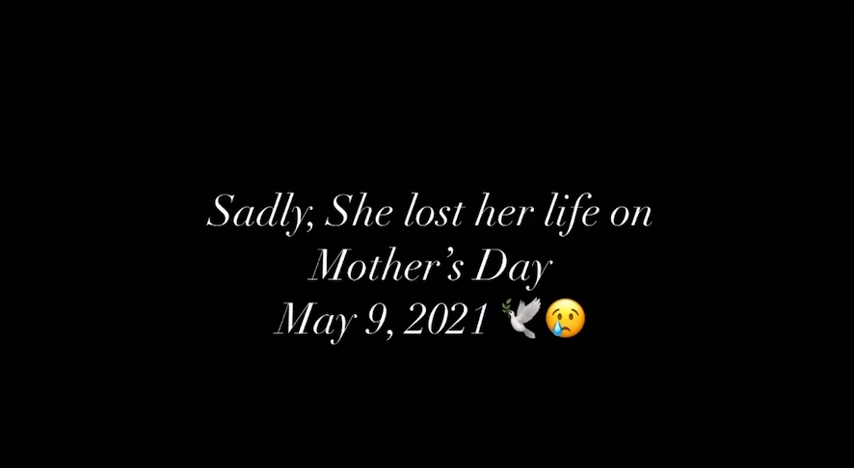 Sadly, She lost her life on
Mother’s Day
May 9, 2021 🕊️😢